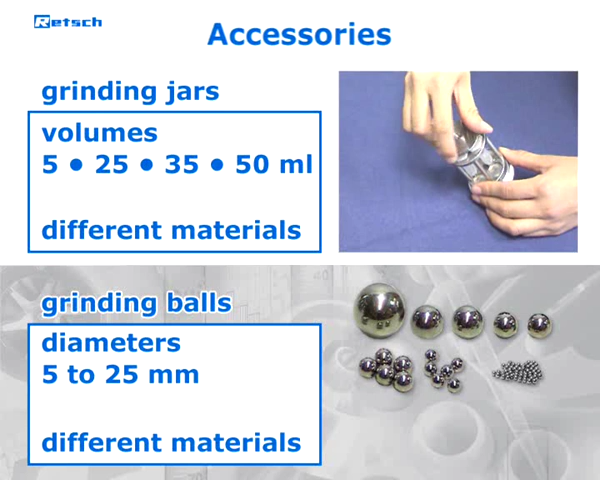 Retsch
Accessories
grinding jars
volumes
5 • 25 • 35 • 50 ml
different materials
grinding balls
diameters
5 to 25 mm
different materials